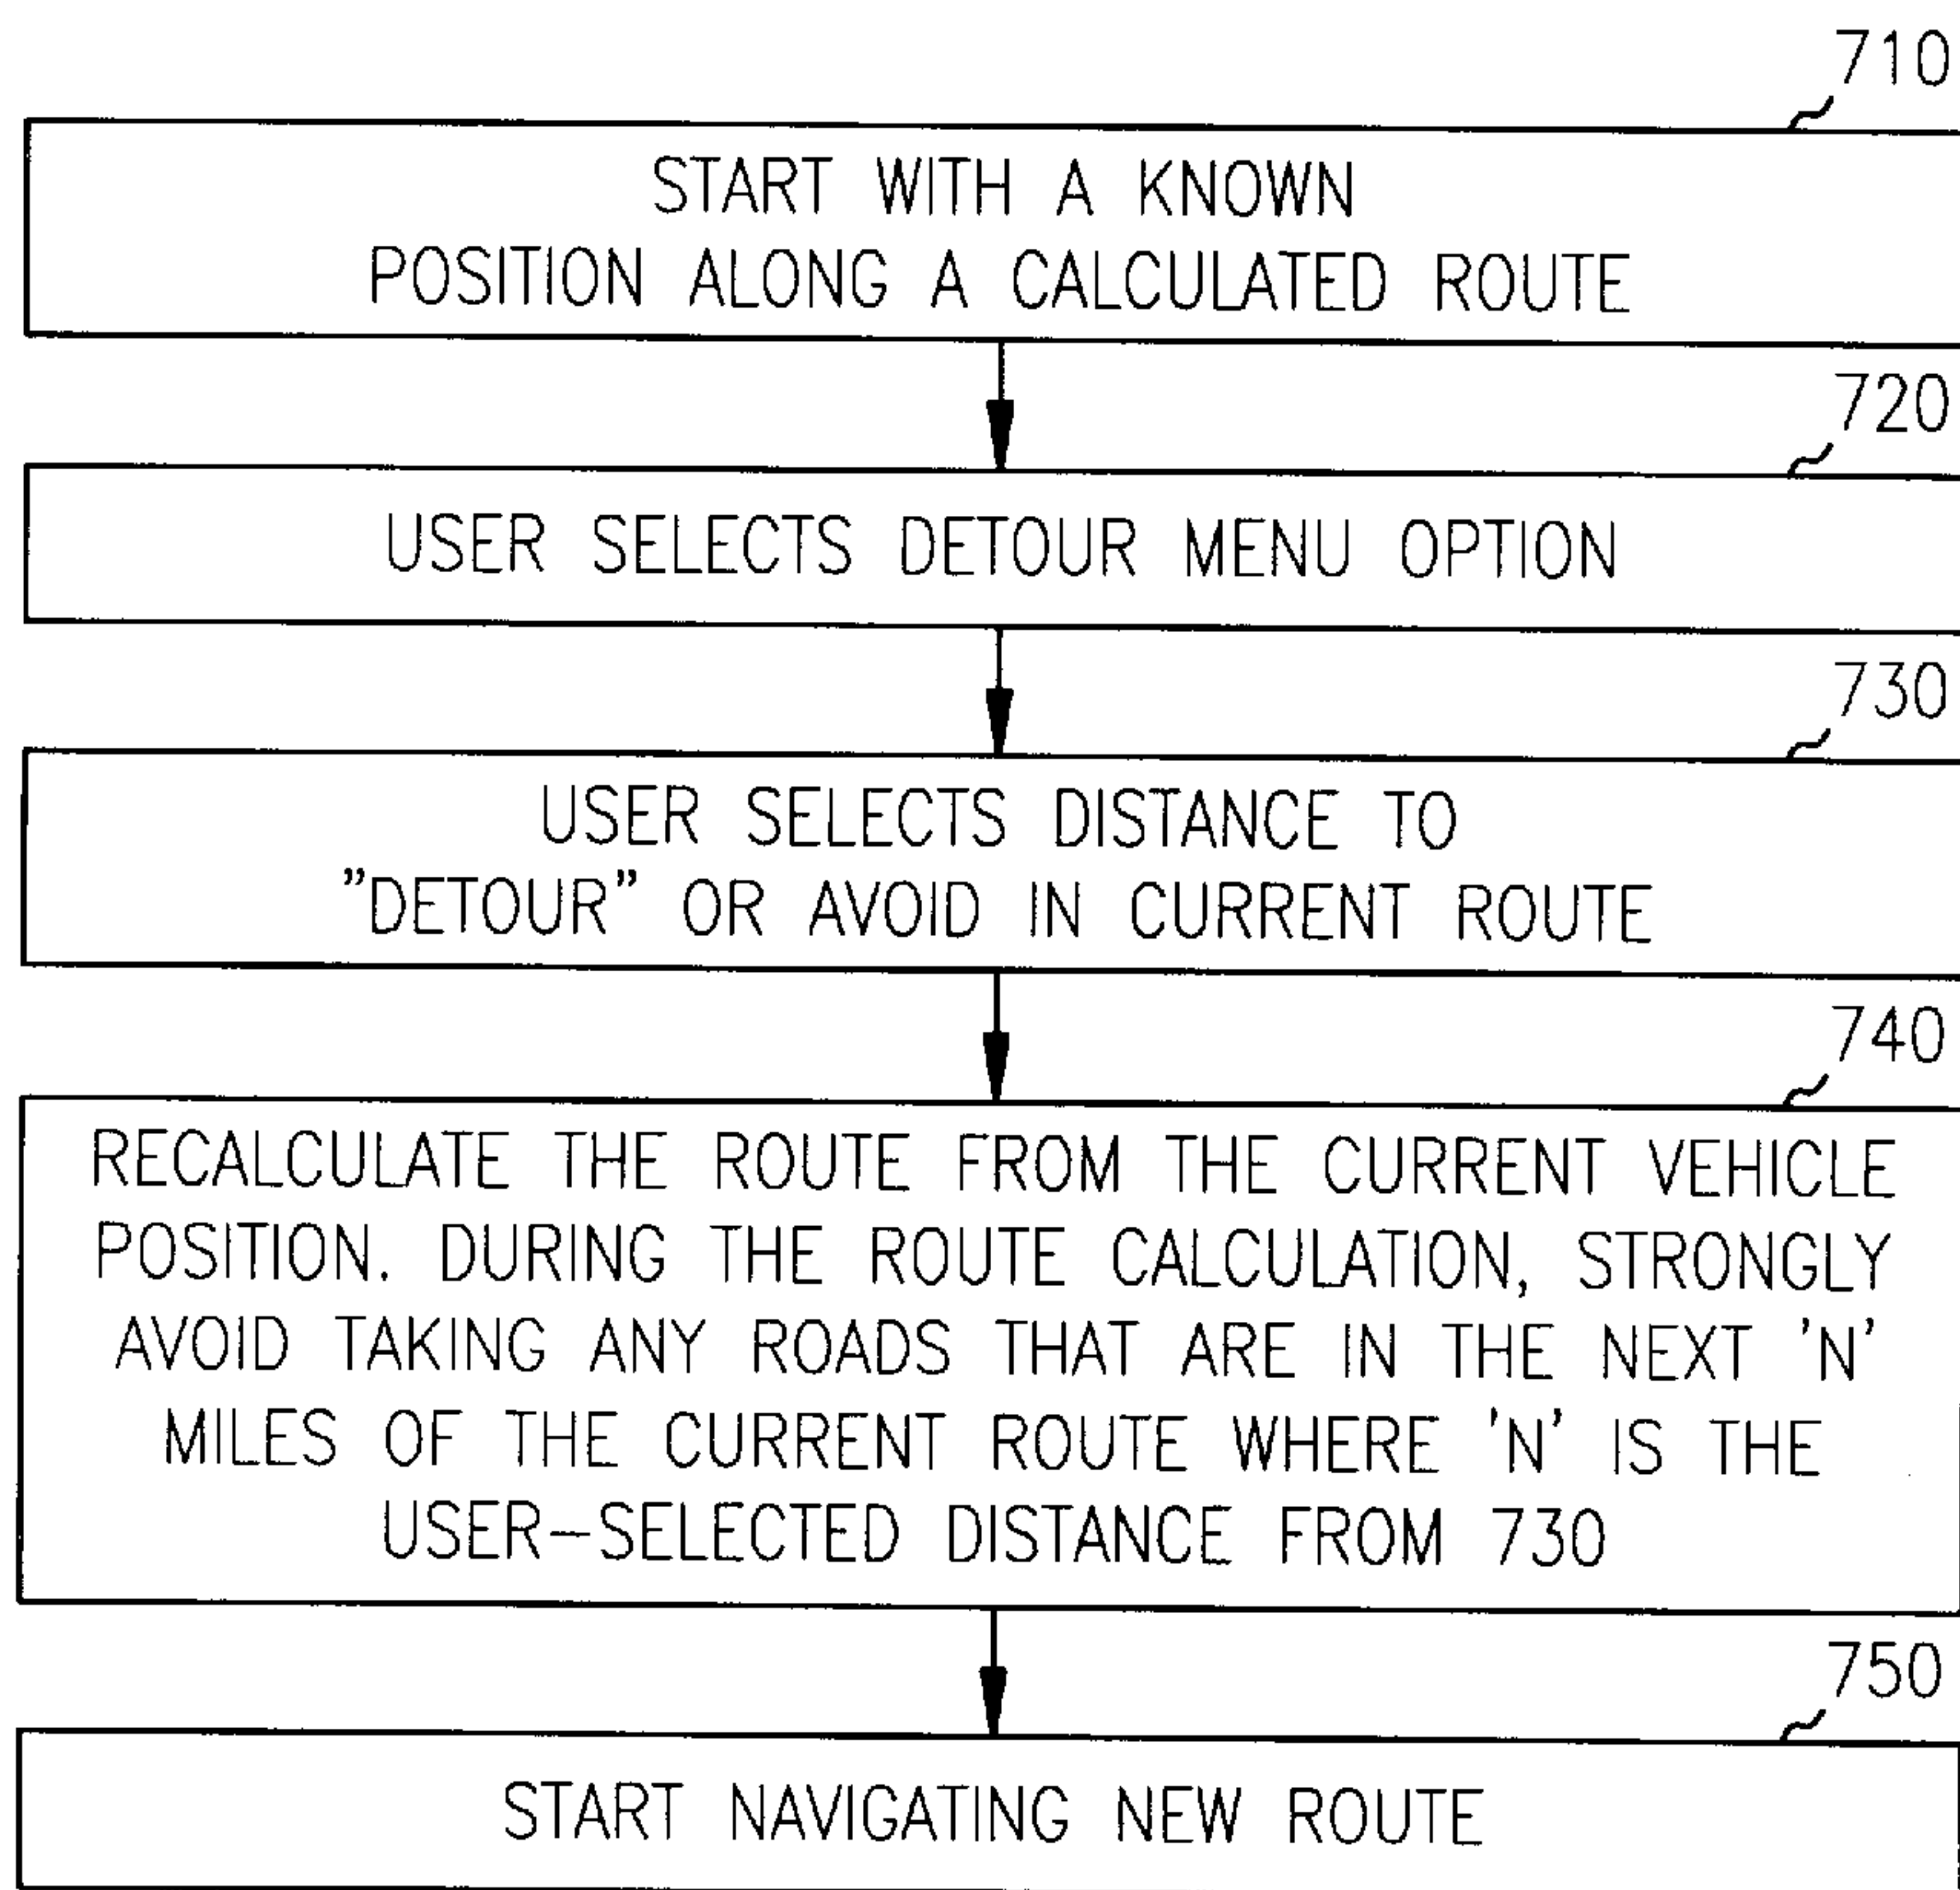 710
START WITH A KNOWN
POSITION ALONG A CALCULATED ROUTE
720
USER SELECTS DETOUR MENU OPTION
730
USER SELECTS DISTANCE TO
”DETOUR” OR AVOID IN CURRENT ROUTE
740
RECALCULATE THE ROUTE FROM THE CURRENT VEHICLE
POSITION. DURING THE ROUTE CALCULATION, STRONGLY
AVOID TAKING ANY ROADS THAT ARE IN THE NEXT ’N’
MILES OF THE CURRENT ROUTE WHERE ’N’ IS THE
USER–SELECTED DISTANCE FROM 730
750
START NAVIGATING NEW ROUTE